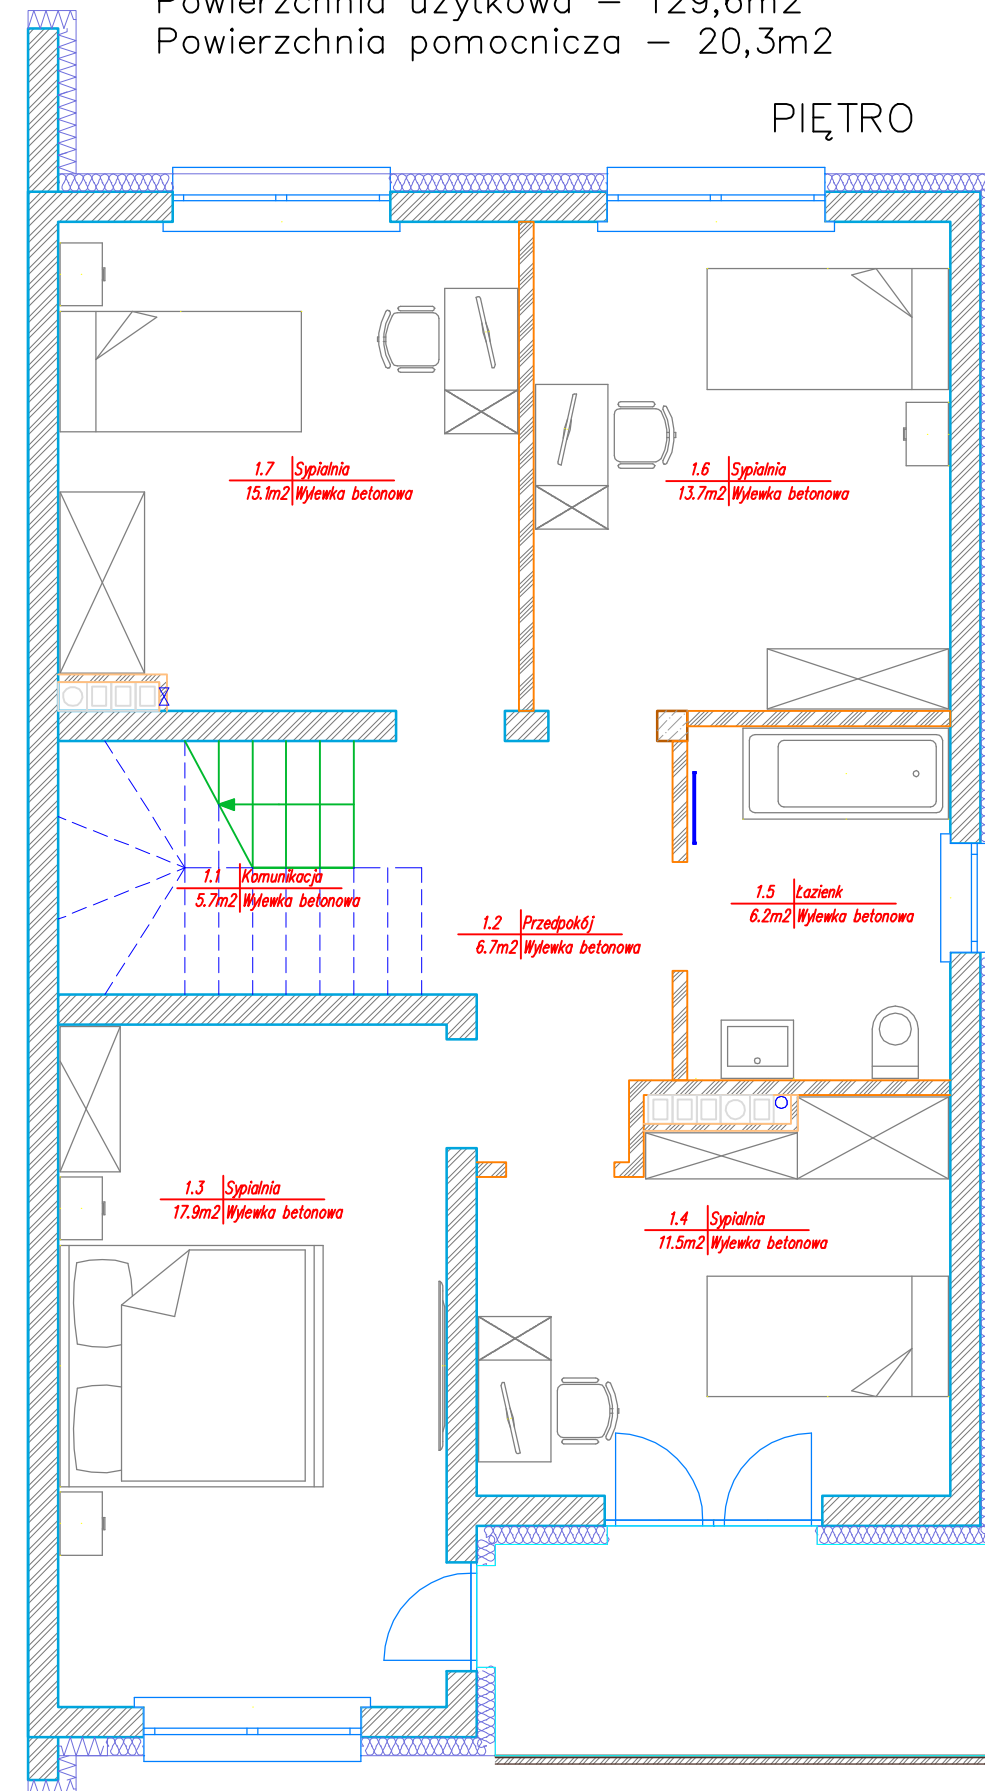 Powierzchnia użytkowa – 129,6m2
Powierzchnia pomocnicza – 20,3m2
PIĘTRO
1.7 Sypialnia
15.1m2 Wylewka betonowa
1.6 Sypialnia
13.7m2 Wylewka betonowa
1.1 Komunikacja
5.7m2 Wylewka betonowa
1.5 Łazienk
6.2m2 Wylewka betonowa
1.2 Przedpokój
6.7m2 Wylewka betonowa
1.3 Sypialnia
17.9m2 Wylewka betonowa
1.4 Sypialnia
11.5m2 Wylewka betonowa